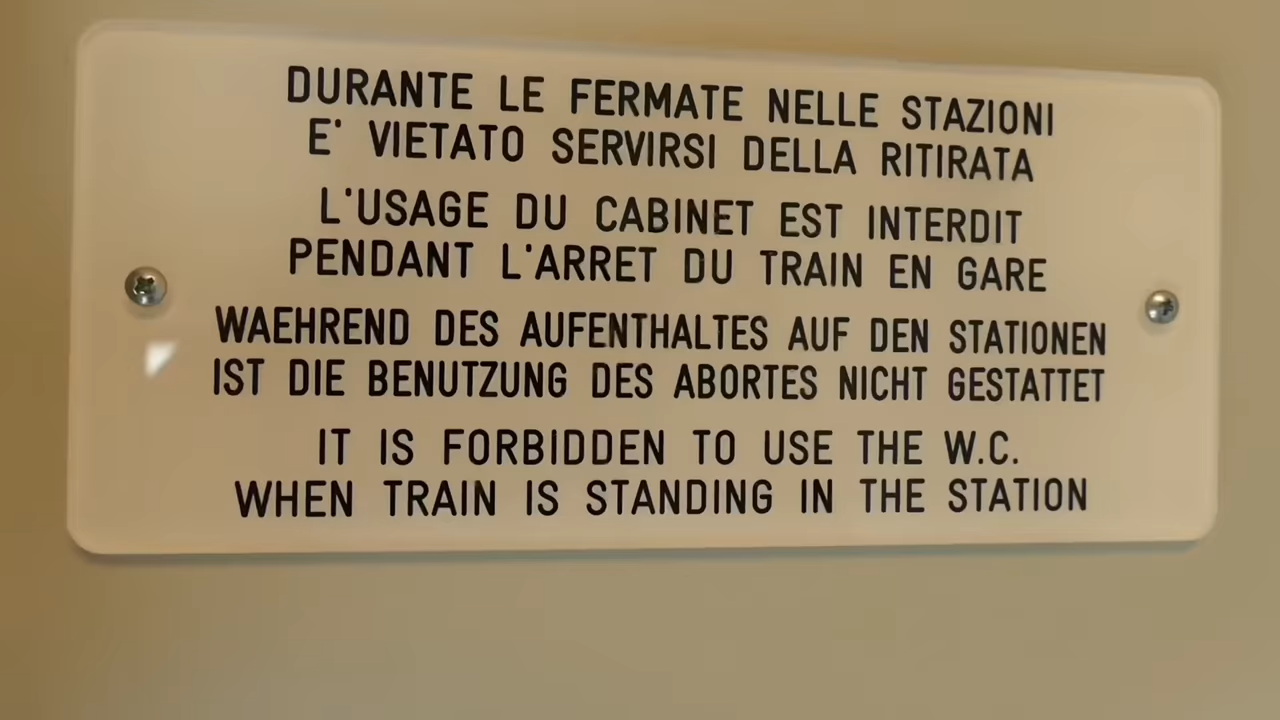 DURANTE LE FERMATE NELLE STAZIONI
E' VIETATO SERVIRSI DELLA RITIRATA
L'USAGE DU CABINET EST INTERDIT
PENDANT L'ARRET DU TRAIN EN GARE
WAEHREND DES AUFENTHALTES AUF DEN STATIONEN
IST DIE BENUTZUNG DES ABORTES NICHT GESTATTET
IT IS FORBIDDEN TO USE THE W.C.
WHEN TRAIN IS STANDING IN THE STATION